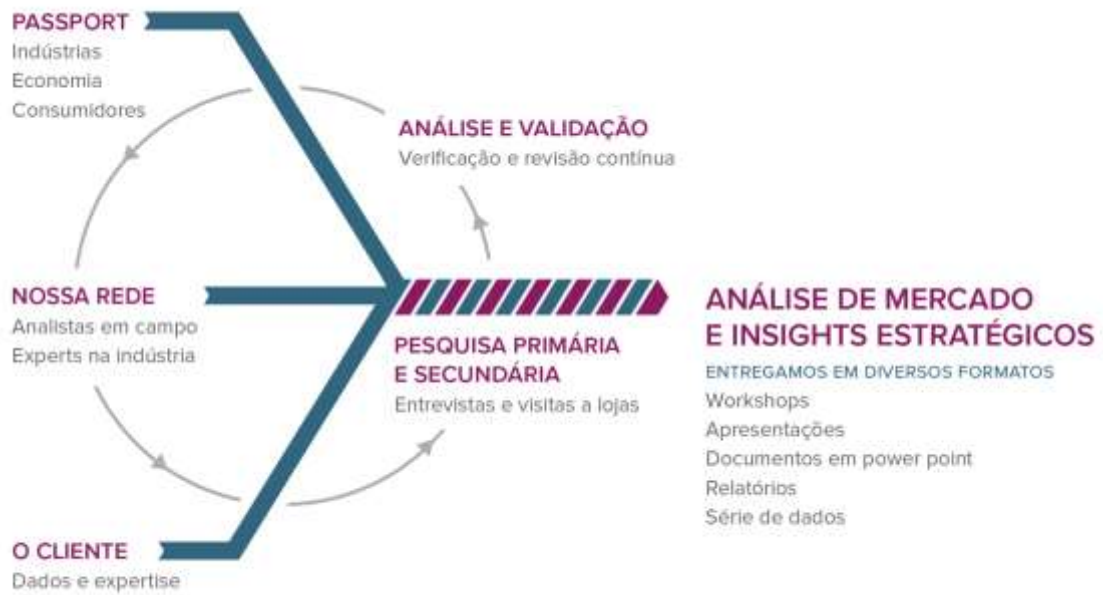 PASSPORT
Indústrias
Economia
Consumidores
ANÁLISE E VALIDAÇÃO
Verificação e revisão contínua
NOSSA REDE
Analistas em campo
Experts na indústria
PESQUISA PRIMÁRIA
E SECUNDÁRIA
Entrevistas e visitas a lojas
ANÁLISE DE MERCADO
E INSIGHTS ESTRATÉGICOS
ENTREGAMOS EM DIVERSOS FORMATOS
Workshops
Apresentações
Documentos em power point
Relatórios
Série de dados
O CLIENTE
Dados e expertise